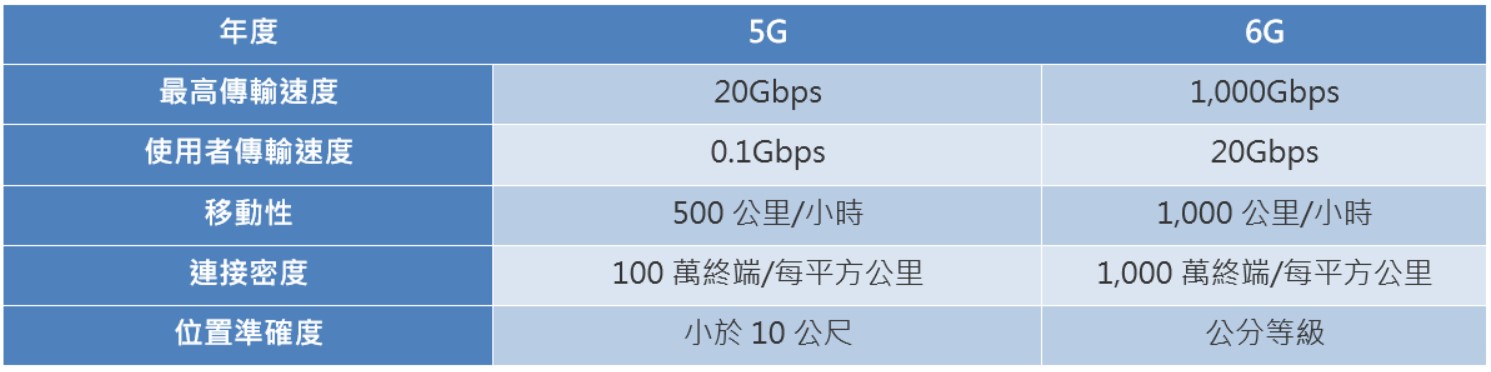 年度 5G 6G
最高傳輸速度 20Gbps 1,000Gbps
使用者傳輸速度 0.1Gbps 20Gbps
移動性 500 公里/小時 1,000 公里/小時
連接密度 100 萬終端/每平方公里 1,000 萬終端/每平方公里
位置準確度 小於 10 公尺 公分等級